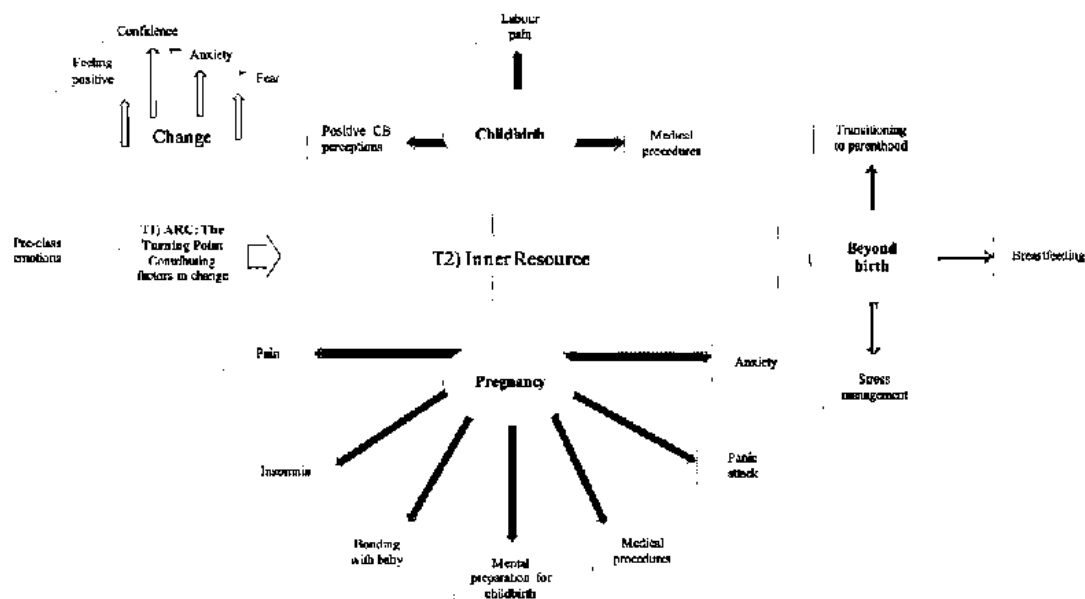 Confidence
Feeling
positive
Anxiety
Fear
Change
Labour
pain
Positive CB
perceptions
Childbirth
Medical
procedures
Transitioning
to parenthood
Pre-class
emotions
T1) ARC: The
Turning Point
Contributing
factors in change
T2) Inner Resource
Beyond
birth
Breastfeeding
Stress
management
Pain
Pregnancy
Anxiety
Insomnia
Panic
attack
Bonding
with baby
Mental
preparation for
childbirth
Medical
procedures